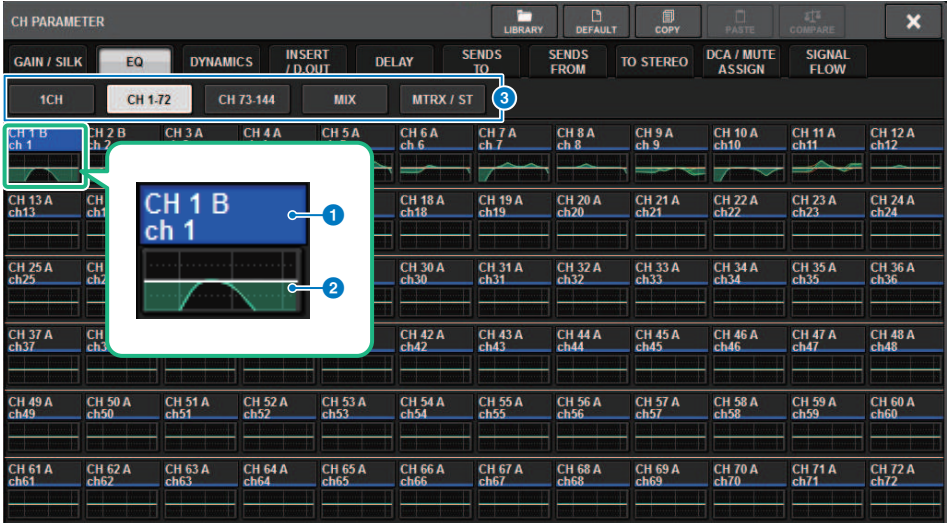 CH PARAMETER
LIBRARY DEFAULT COPY PASTE COMPARE
GAIN / SILK EQ DYNAMICS INSERT / D.OUT DELAY SENDS TO SENDS FROM TO STEREO DCA / MUTE ASSIGN SIGNAL FLOW
1CH CH 1-72 CH 73-144 MIX MTRX / ST 3
CH 1 B CH 2 B CH 3 A CH 4 A CH 5 A CH 6 A CH 7 A CH 8 A CH 9 A CH 10 A CH 11 A CH 12 A
ch 1 ch 2 ch 6 ch 7 ch 8 ch 9 ch10 ch11 ch12
CH 1 B 1
ch 1
2
CH 13 A CH 18 A CH 19 A CH 20 A CH 21 A CH 22 A CH 23 A CH 24 A
ch13 ch18 ch19 ch20 ch21 ch22 ch23 ch24
CH 25 A CH 30 A CH 31 A CH 32 A CH 33 A CH 34 A CH 35 A CH 36 A
ch25 ch30 ch31 ch32 ch33 ch34 ch35 ch36
CH 37 A CH 42 A CH 43 A CH 44 A CH 45 A CH 46 A CH 47 A CH 48 A
ch37 ch42 ch43 ch44 ch45 ch46 ch47 ch48
CH 49 A CH 50 A CH 51 A CH 52 A CH 53 A CH 54 A CH 55 A CH 56 A CH 57 A CH 58 A CH 59 A CH 60 A
ch49 ch50 ch51 ch52 ch53 ch54 ch55 ch56 ch57 ch58 ch59 ch60
CH 61 A CH 62 A CH 63 A CH 64 A CH 65 A CH 66 A CH 67 A CH 68 A CH 69 A CH 70 A CH 71 A CH 72 A
ch61 ch62 ch63 ch64 ch65 ch66 ch67 ch68 ch69 ch70 ch71 ch72